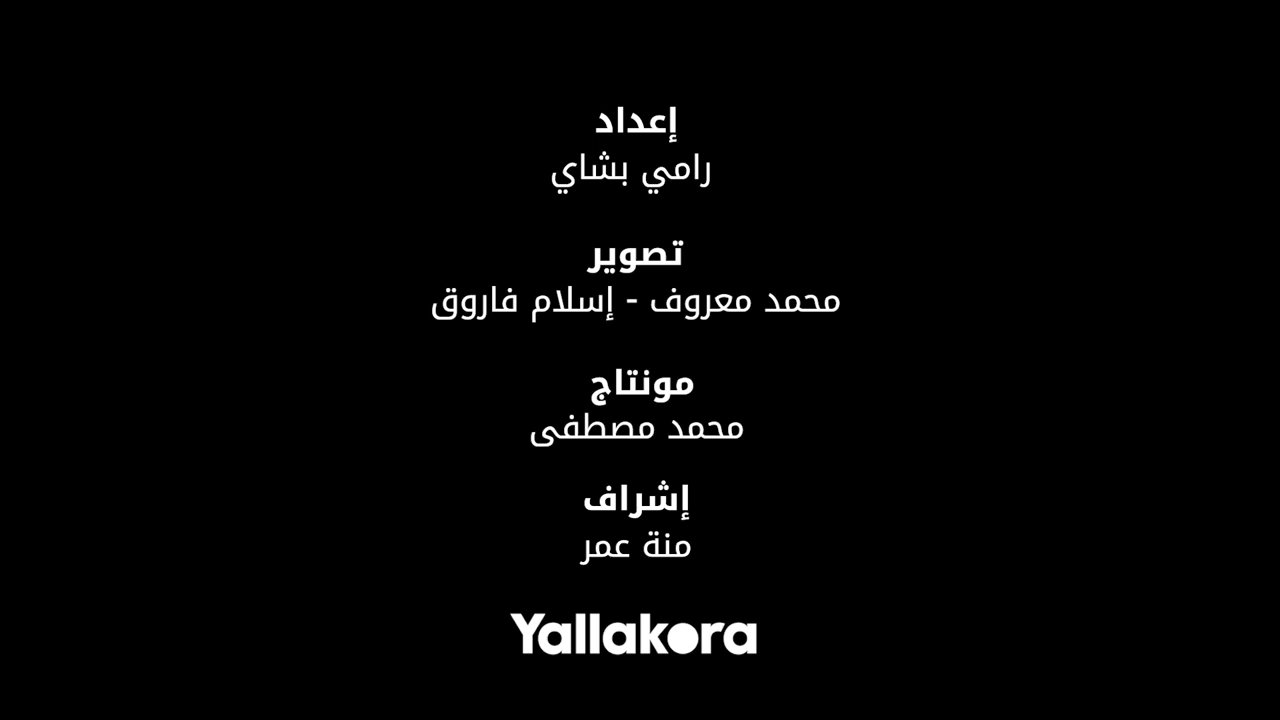 إعداد
رامي بشاي
تصوير
محمد معروف - إسلام فاروق
مونتاج
محمد مصطفى
إشراف
منة عمر
Yallakora